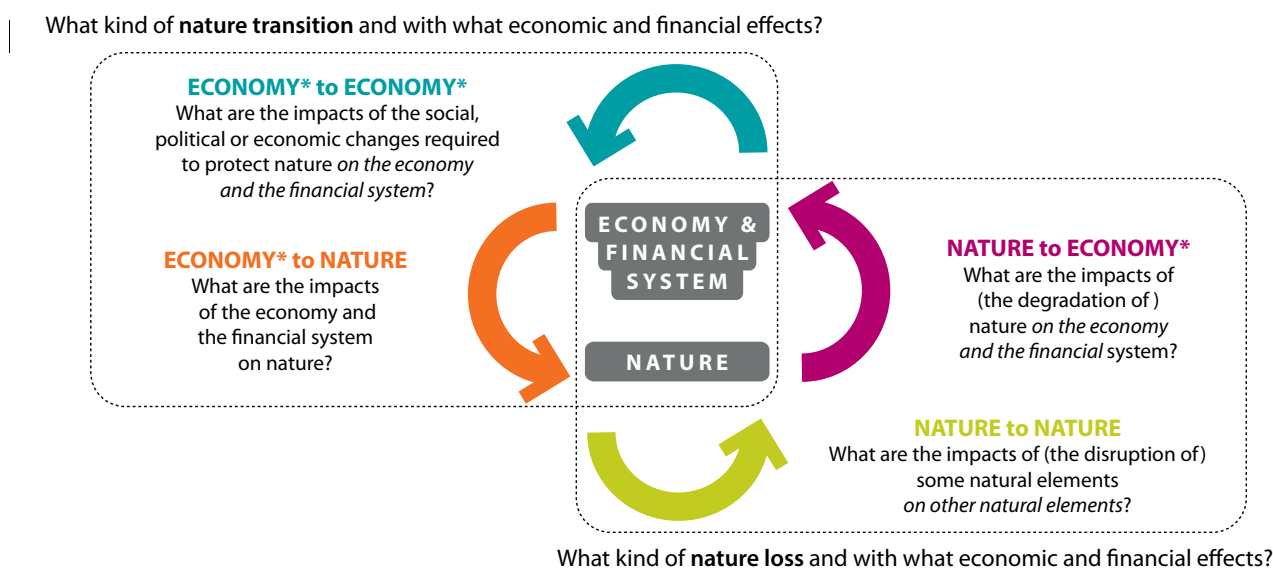 What kind of nature transition and with what economic and financial effects?
ECONOMY* to ECONOMY*
What are the impacts of the social,
political or economic changes required
to protect nature on the economy
and the financial system?
ECONOMY* to NATURE
What are the impacts
of the economy and
the financial system
on nature?
ECONOMY &
FINANCIAL
SYSTEM
NATURE
NATURE to ECONOMY*
What are the impacts of
(the degradation of )
nature on the economy
and the financial system?
NATURE to NATURE
What are the impacts of (the disruption of)
some natural elements
on other natural elements?
What kind of nature loss and with what economic and financial effects?